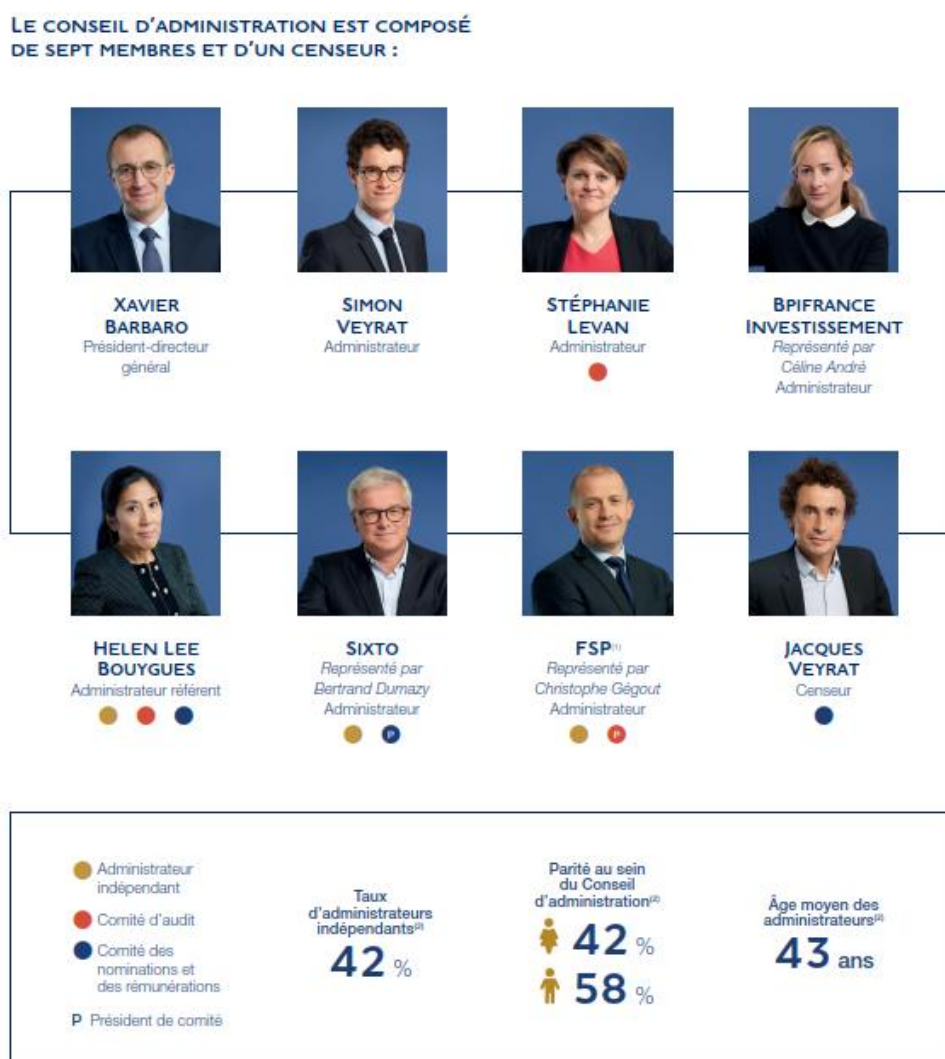 LE CONSEIL D'ADMINISTRATION EST COMPOSÉ
DE SEPT MEMBRES ET D'UN CENSEUR :
XAVIER
BARBARO
Président-directeur
général
SIMON
VEYRAT
Administrateur
STÉPHANIE
LEVAN
Administrateur
BPIFRANCE
INVESTISSEMENT
Représenté par
Céline André
Administrateur
HELEN LEE
BOUYGUES
Administrateur référent
SIXTO
Représenté par
Bertrand Dumazy
Administrateur
P
FSP(1)
Représenté par
Christophe Gégout
Administrateur
P
JACQUES
VEYRAT
Censeur
Administrateur
indépendant
Comité d'audit
Comité des
nominations et
des rémunérations
P Président de comité
Taux
d'administrateurs
indépendants(2)
42 %
Parité au sein
du Conseil
d'administration(2)
42 %
58 %
Âge moyen des
administrateurs(2)
43 ans